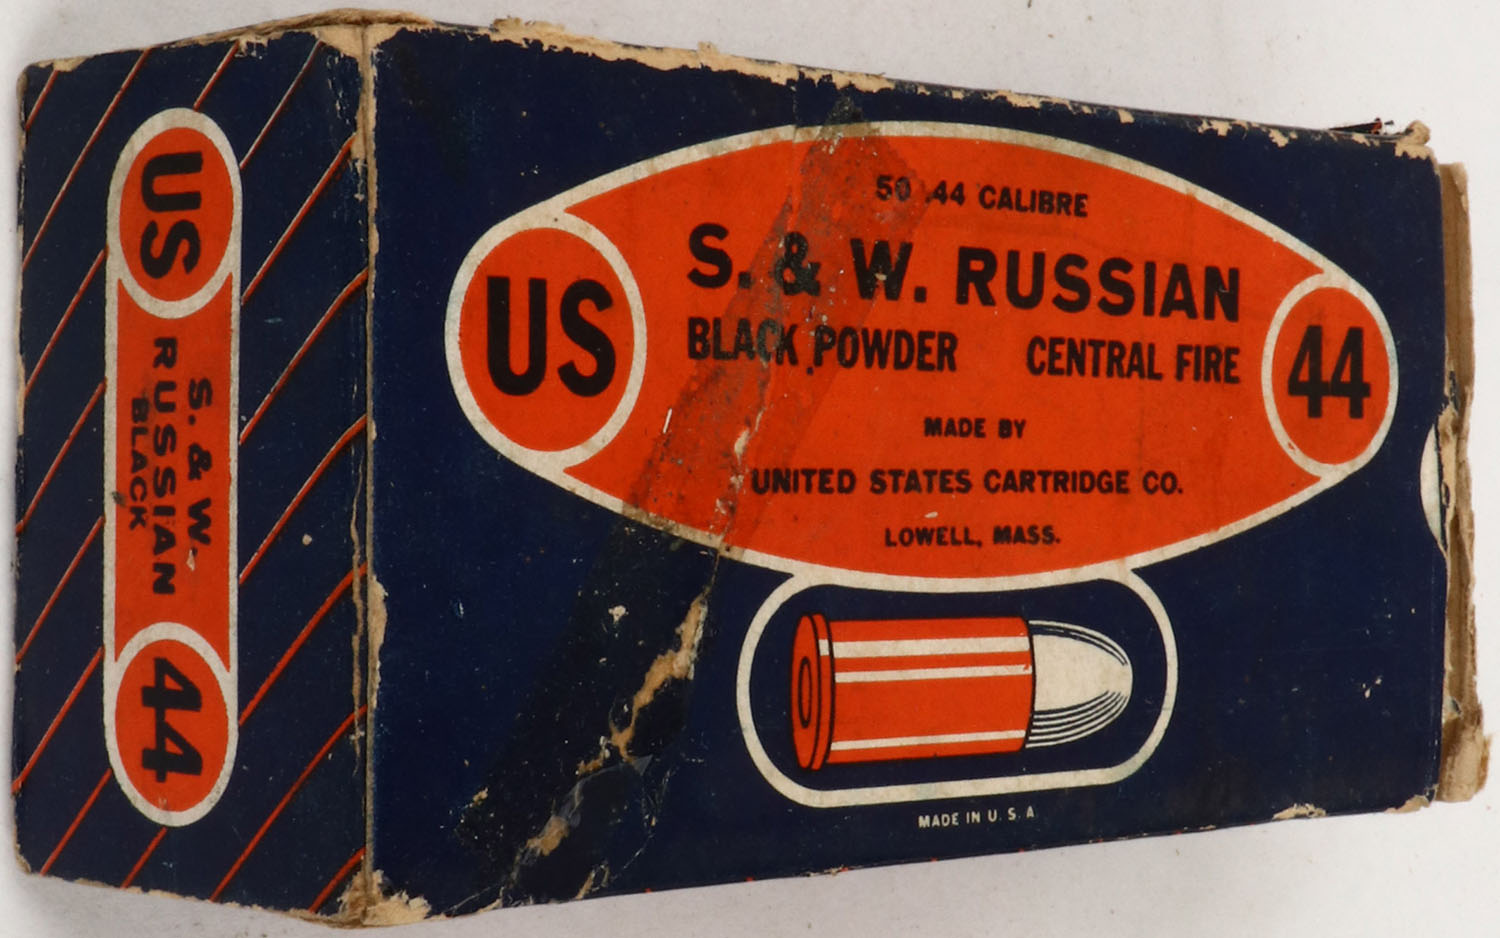 US
S. & W.
RUSSIAN
BLACK
44
50 .44 CALIBRE
S. & W. RUSSIAN
BLACK POWDER CENTRAL FIRE
US
44
MADE BY
UNITED STATES CARTRIDGE CO.
LOWELL, MASS.
MADE IN U. S. A.